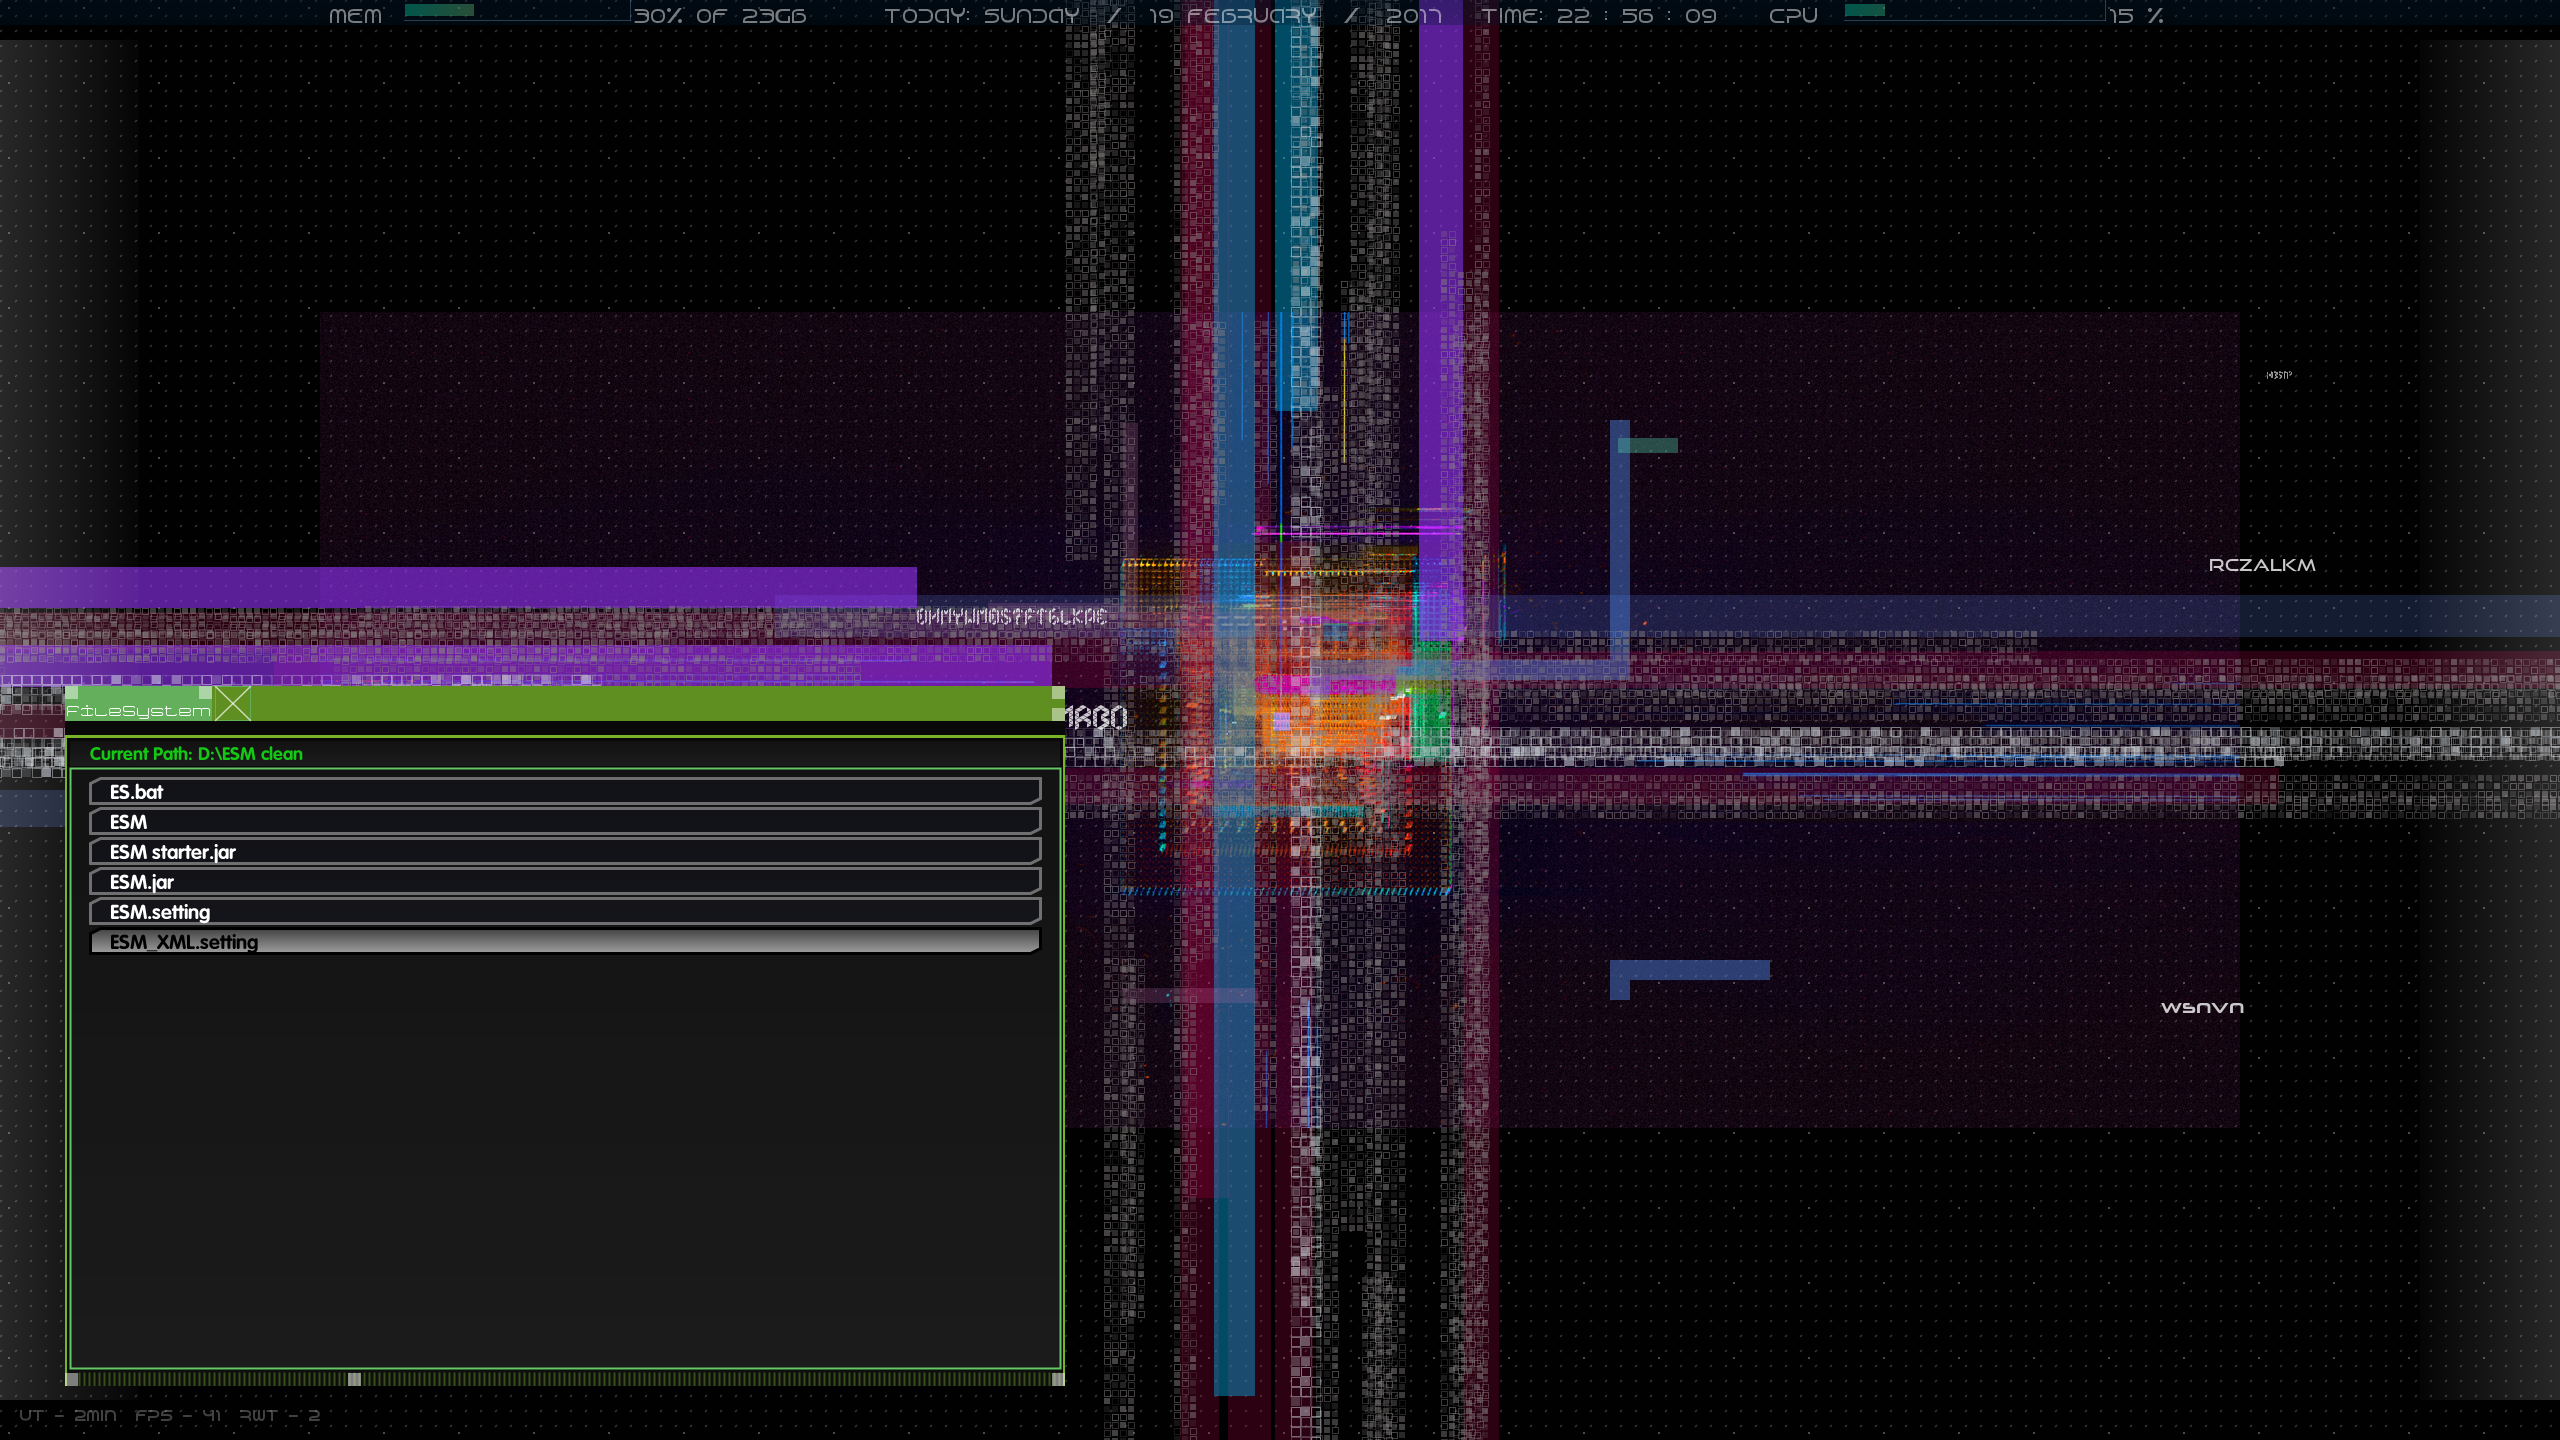 MEM 30% OF 23GB TODAY: SUNDAY / 19 FEBRUARY / 2017 TIME: 22 : 56 : 09 CPU 15 %
RCZALKM
FileSystem
Current Path: D:\ESM clean
ES.bat
ESM
ESM starter.jar
ESM.jar
ESM.setting
ESM_XML.setting
WSNVN
UT - 2MIN FPS - 41 RWT - 2